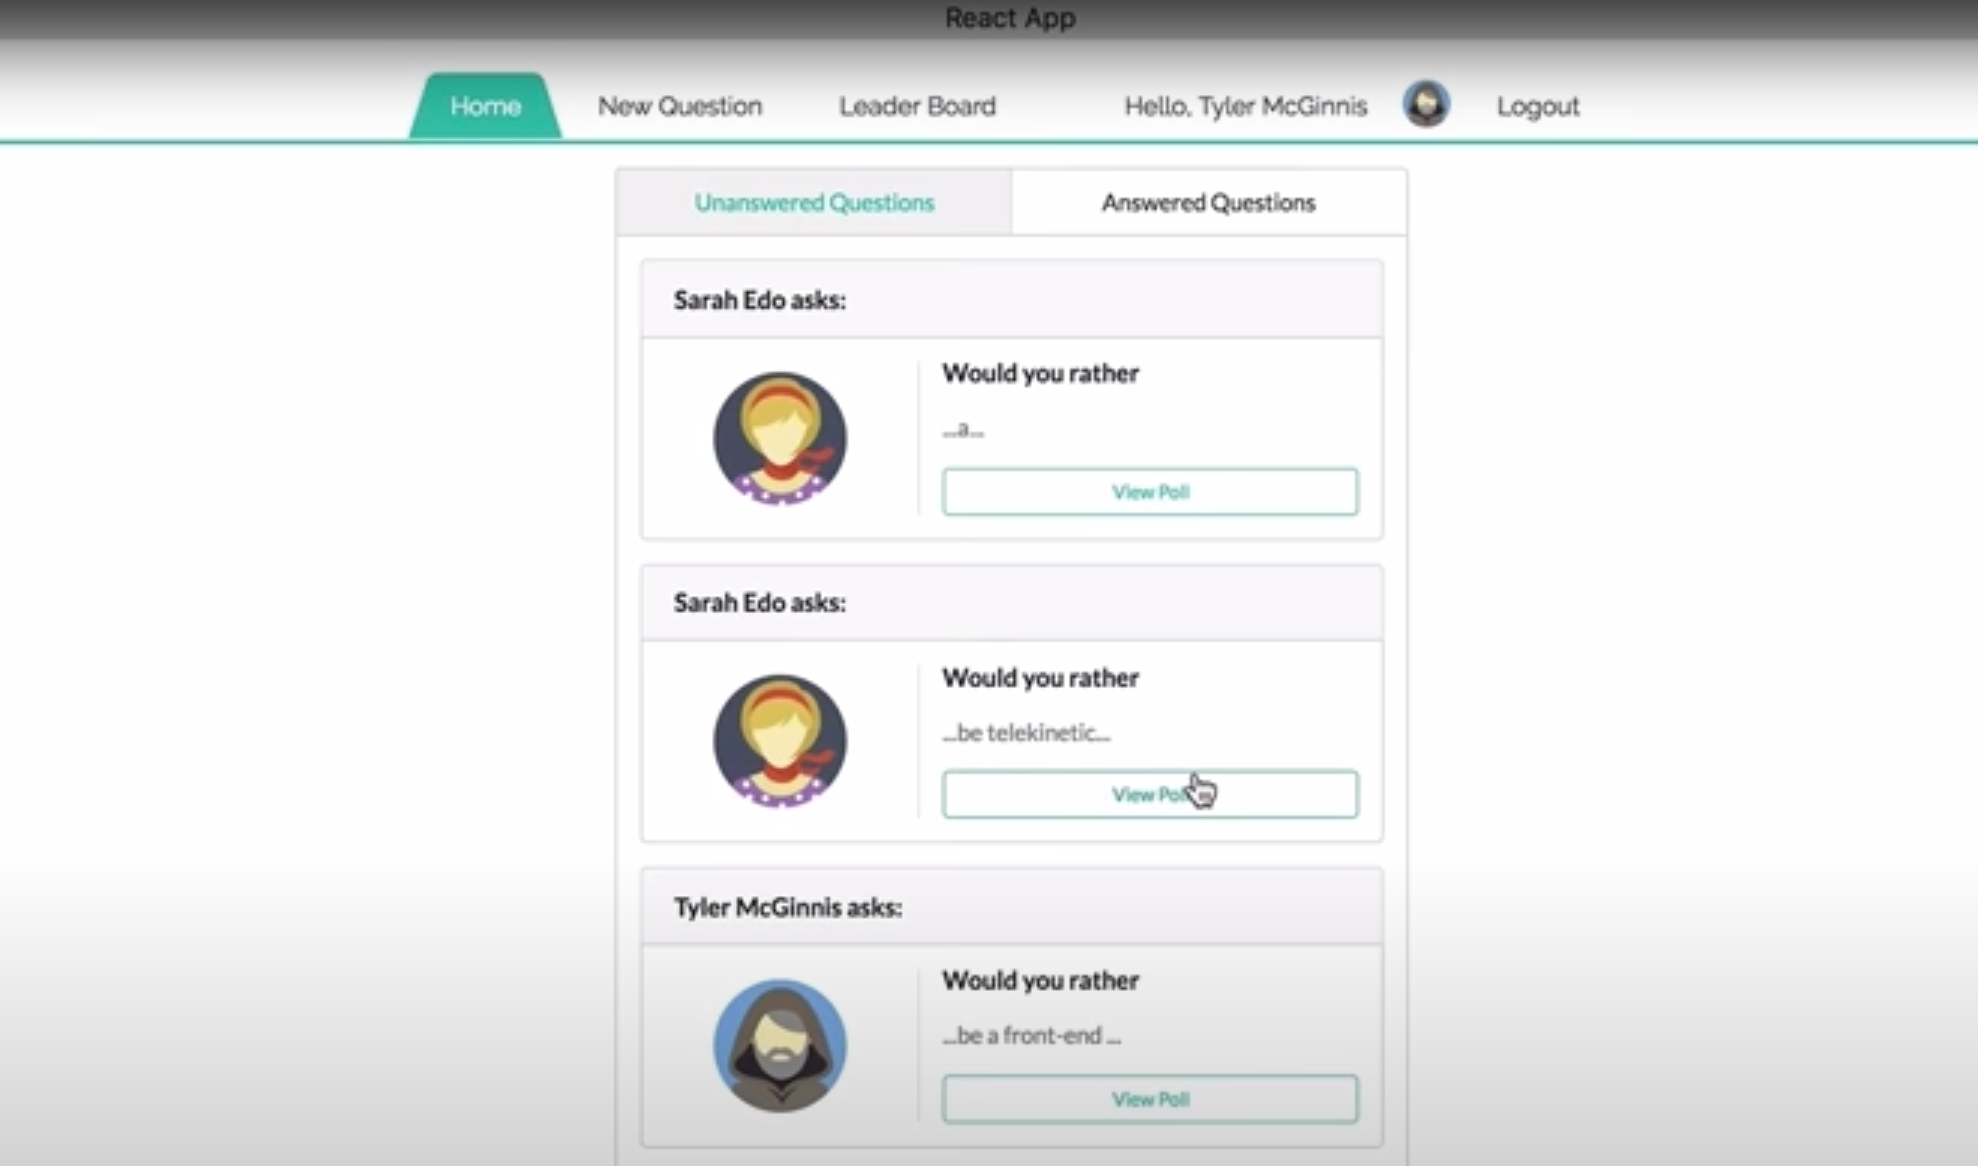 React App
Home New Question Leader Board Hello, Tyler McGinnis Logout
Unanswered Questions Answered Questions
Sarah Edo asks:
Would you rather
...a...
View Poll
Sarah Edo asks:
Would you rather
...be telekinetic...
View Poll
Tyler McGinnis asks:
Would you rather
...be a front-end ...
View Poll